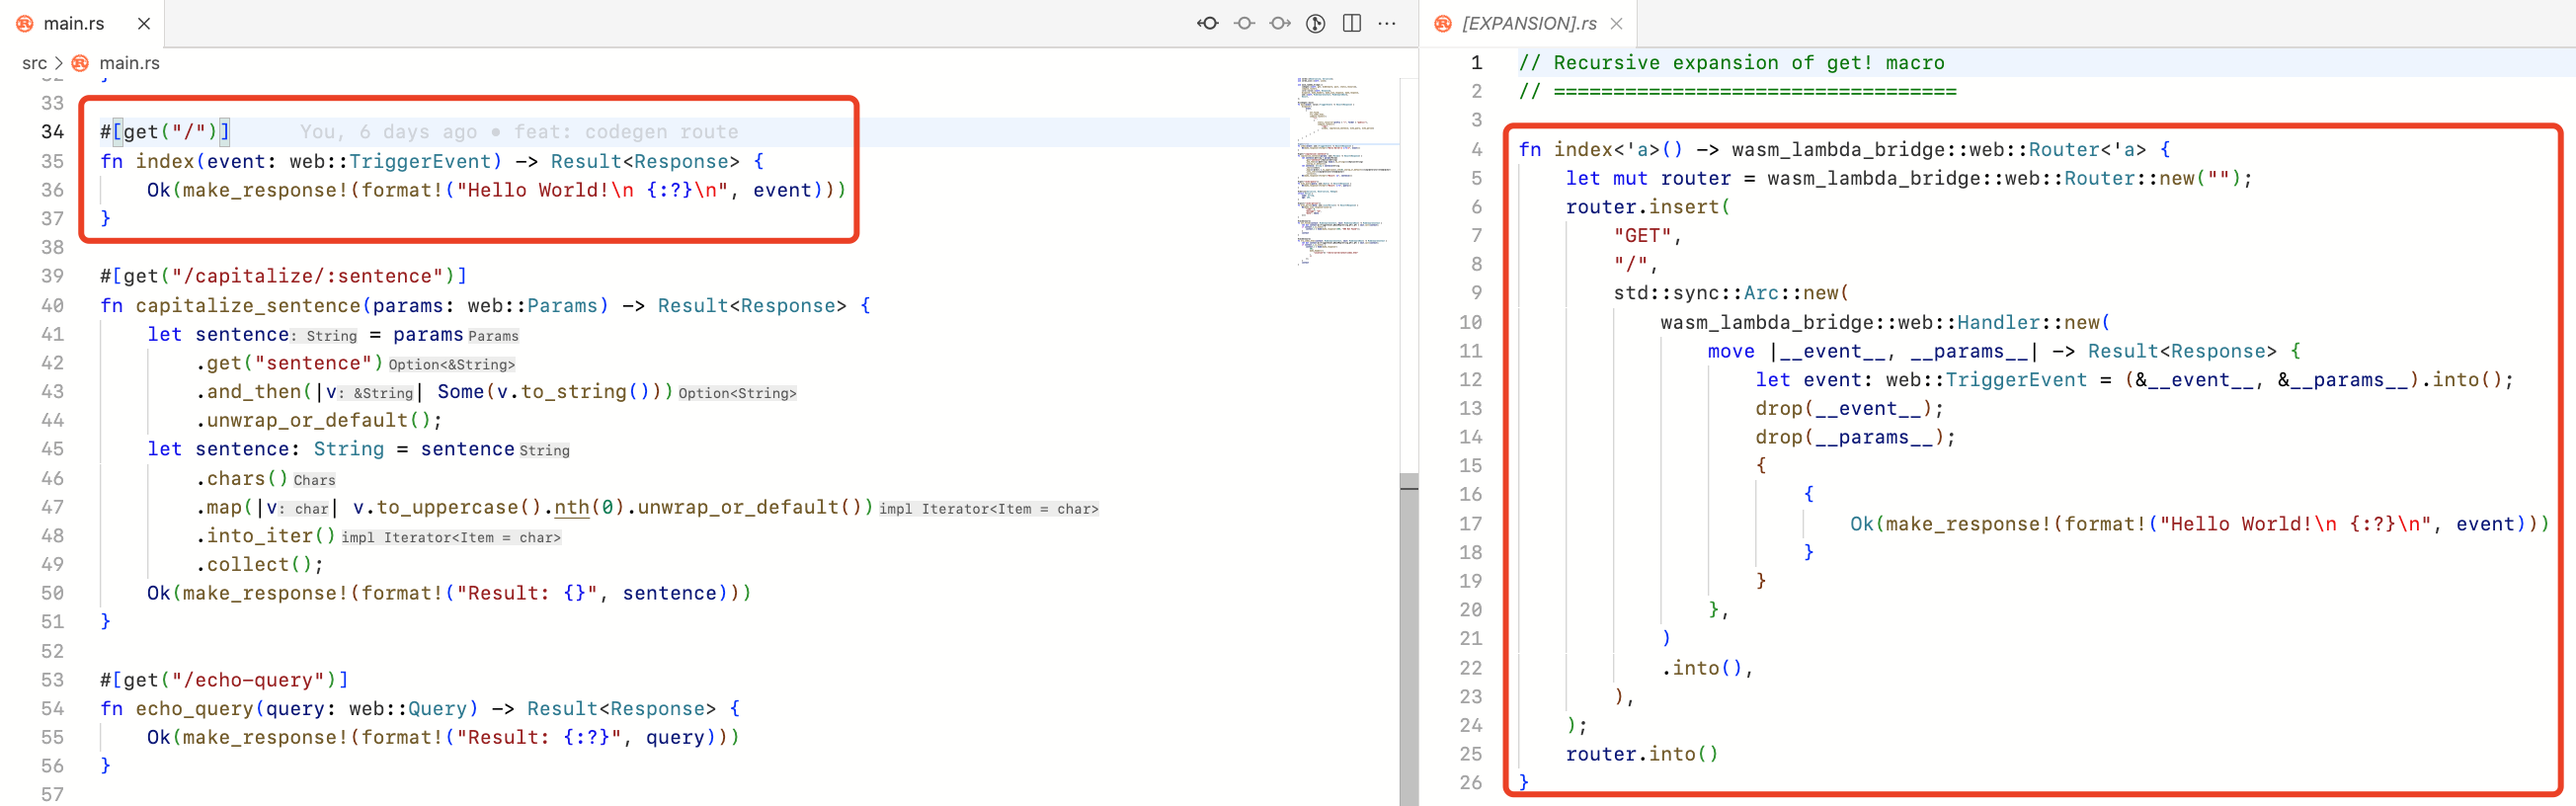 main.rs
src > main.rs
32 }
33
34 #[get("/")] You, 6 days ago • feat: codegen route
35 fn index(event: web::TriggerEvent) -> Result<Response> {
36 Ok(make_response!(format!("Hello World!\n {:?}\n", event)))
37 }
38
39 #[get("/capitalize/:sentence")]
40 fn capitalize_sentence(params: web::Params) -> Result<Response> {
41 let sentence: String = params Params
42 .get("sentence") Option<&String>
43 .and_then(|v: &String| Some(v.to_string())) Option<String>
44 .unwrap_or_default();
45 let sentence: String = sentence String
46 .chars() Chars
47 .map(|v: char| v.to_uppercase().nth(0).unwrap_or_default()) impl Iterator<Item = char>
48 .into_iter() impl Iterator<Item = char>
49 .collect();
50 Ok(make_response!(format!("Result: {}", sentence)))
51 }
52
53 #[get("/echo-query")]
54 fn echo_query(query: web::Query) -> Result<Response> {
55 Ok(make_response!(format!("Result: {:?}", query)))
56 }
57
[EXPANSION].rs
1 // Recursive expansion of get! macro
2 // ==================================
3
4 fn index<'a>() -> wasm_lambda_bridge::web::Router<'a> {
5 let mut router = wasm_lambda_bridge::web::Router::new("");
6 router.insert(
7 "GET",
8 "/",
9 std::sync::Arc::new(
10 wasm_lambda_bridge::web::Handler::new(
11 move |__event__, __params__| -> Result<Response> {
12 let event: web::TriggerEvent = (&__event__, &__params__).into();
13 drop(__event__);
14 drop(__params__);
15 {
16 {
17 Ok(make_response!(format!("Hello World!\n {:?}\n", event)))
18 }
19 }
20 },
21 )
22 .into(),
23 ),
24 );
25 router.into()
26 }